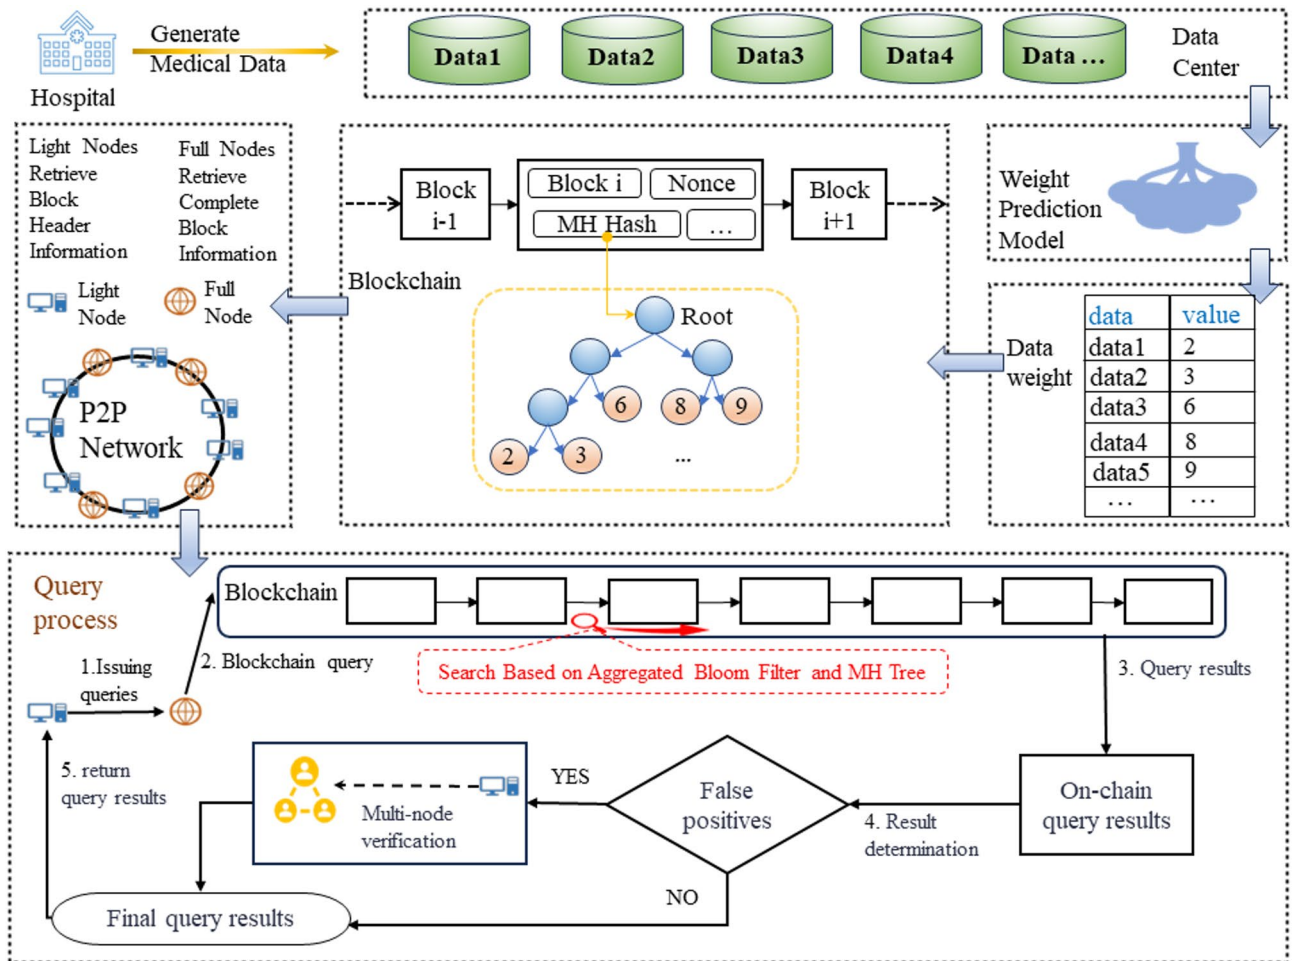 Generate
Medical Data
Hospital
Data1
Data2
Data3
Data4
Data ...
Data
Center
Light Nodes
Retrieve
Block
Header
Information
Full Nodes
Retrieve
Complete
Block
Information
Light
Node
Full
Node
P2P
Network
Block
i-1
Block i
Nonce
MH Hash
...
Block
i+1
Blockchain
Root
6
8
9
2
3
...
Weight
Prediction
Model
Data
weight
data value
data1 2
data2 3
data3 6
data4 8
data5 9
... ...
Query
process
Blockchain
1.Issuing
queries
2. Blockchain query
Search Based on Aggregated Bloom Filter and MH Tree
3. Query results
5. return
query results
Multi-node
verification
YES
False
positives
4. Result
determination
On-chain
query results
NO
Final query results